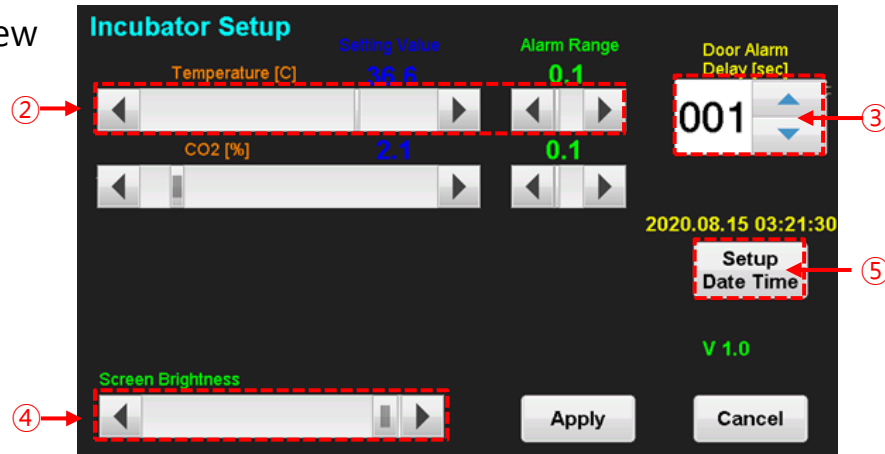 ew
Incubator Setup
Setting Value
Alarm Range
Door Alarm
Delay [sec]
Temperature [C]
36.6
0.1
②
001
③
CO2 [%]
2.1
0.1
2020.08.15 03:21:30
Setup
Date Time
⑤
V 1.0
Screen Brightness
④
Apply
Cancel